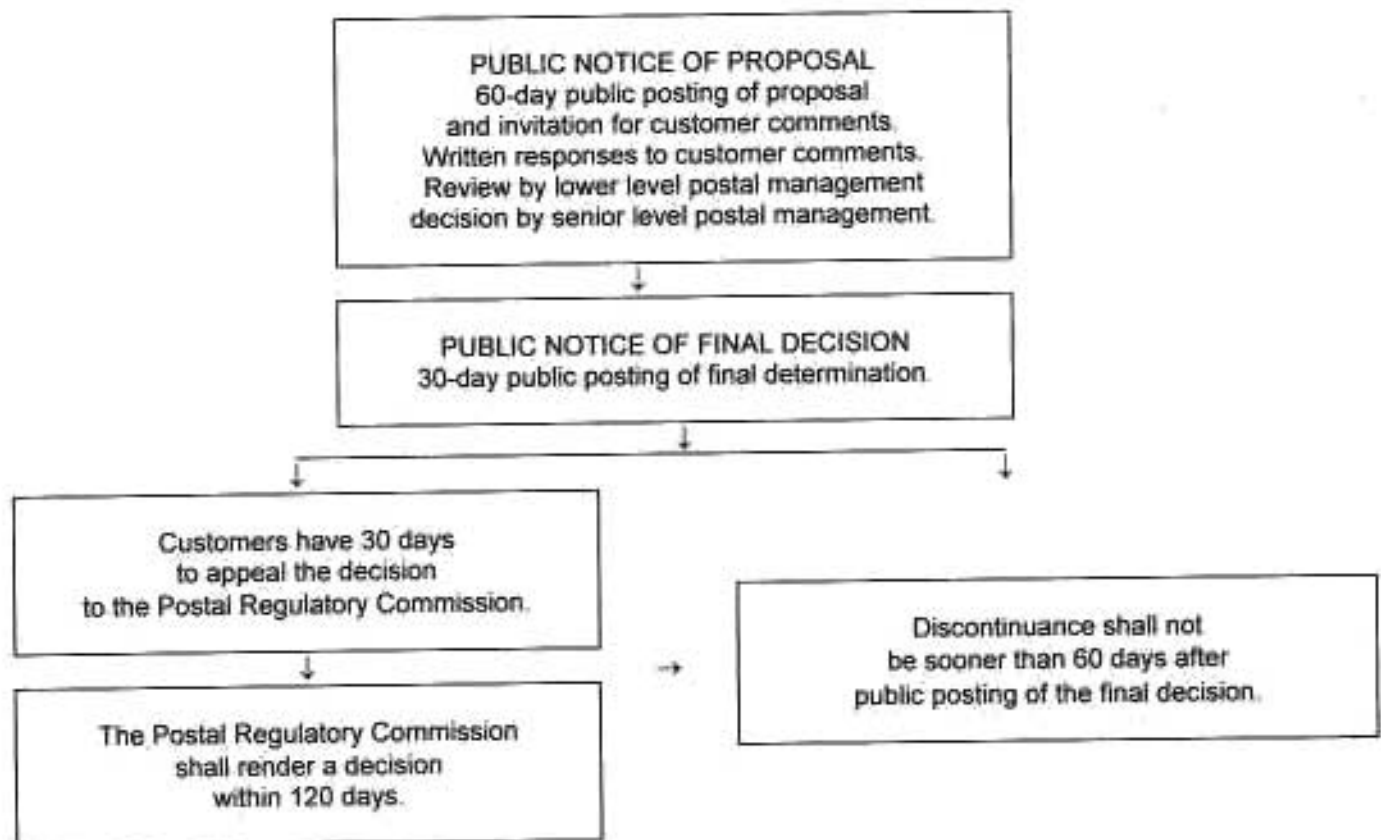 PUBLIC NOTICE OF PROPOSAL
60-day public posting of proposal
and invitation for customer comments.
Written responses to customer comments.
Review by lower level postal management
decision by senior level postal management.
PUBLIC NOTICE OF FINAL DECISION
30-day public posting of final determination.
Customers have 30 days
to appeal the decision
to the Postal Regulatory Commission.
The Postal Regulatory Commission
shall render a decision
within 120 days.
Discontinuance shall not
be sooner than 60 days after
public posting of the final decision.